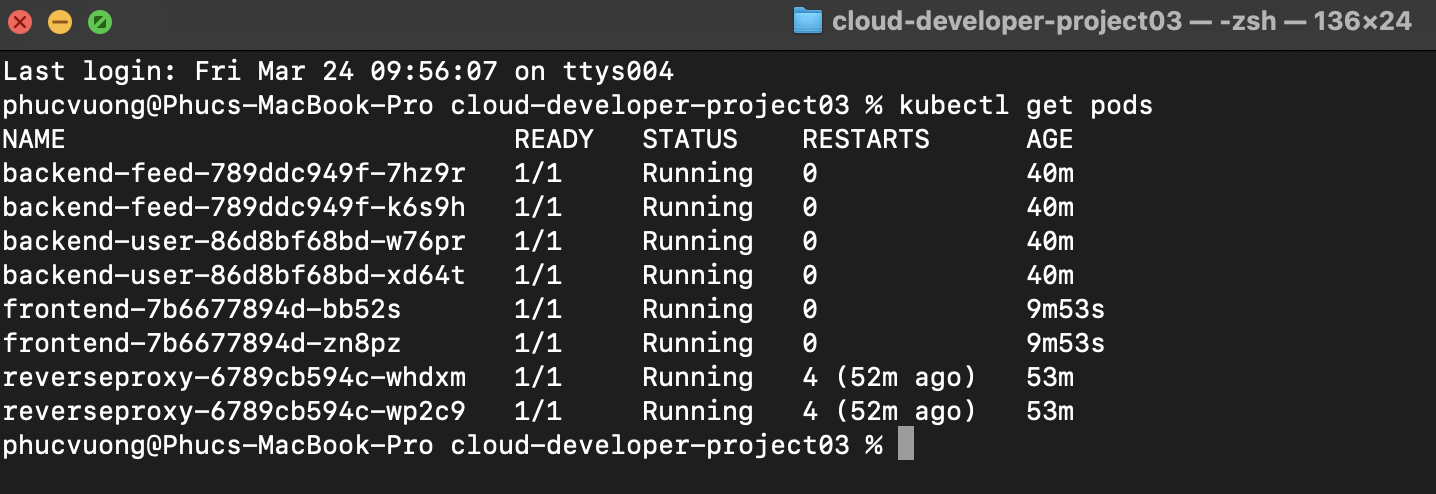 cloud-developer-project03 — -zsh — 136×24
Last login: Fri Mar 24 09:56:07 on ttys004
phucvuong@Phucs-MacBook-Pro cloud-developer-project03 % kubectl get pods
NAME READY STATUS RESTARTS AGE
backend-feed-789ddc949f-7hz9r 1/1 Running 0 40m
backend-feed-789ddc949f-k6s9h 1/1 Running 0 40m
backend-user-86d8bf68bd-w76pr 1/1 Running 0 40m
backend-user-86d8bf68bd-xd64t 1/1 Running 0 40m
frontend-7b6677894d-bb52s 1/1 Running 0 9m53s
frontend-7b6677894d-zn8pz 1/1 Running 0 9m53s
reverseproxy-6789cb594c-whdxm 1/1 Running 4 (52m ago) 53m
reverseproxy-6789cb594c-wp2c9 1/1 Running 4 (52m ago) 53m
phucvuong@Phucs-MacBook-Pro cloud-developer-project03 %